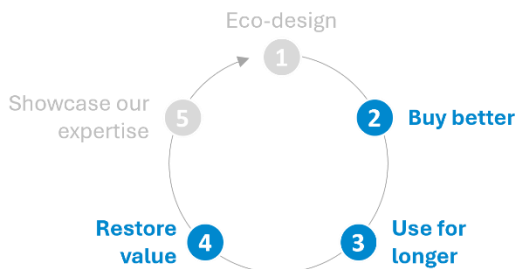 Eco-design
1
2
Buy better
3
Use for
longer
4
Restore
value
5
Showcase our
expertise